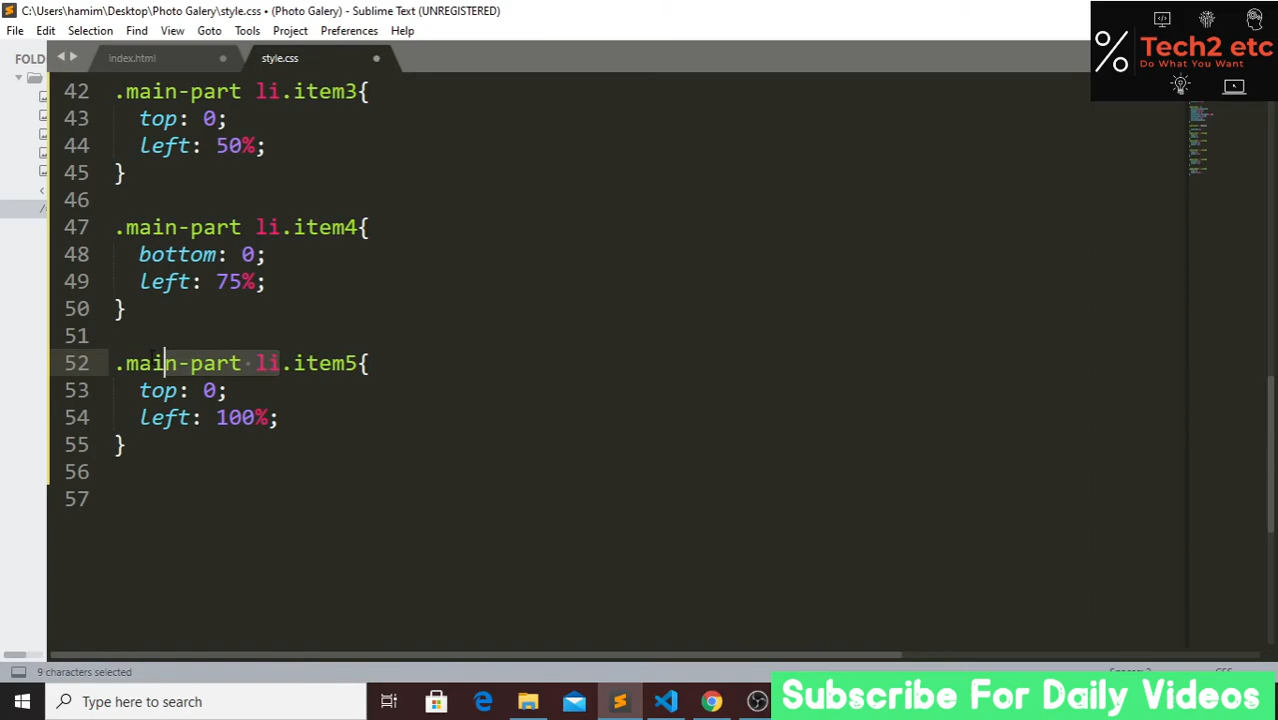 C:\Users\hamim\Desktop\Photo Galery\style.css • (Photo Galery) - Sublime Text (UNREGISTERED)
File Edit Selection Find View Goto Tools Project Preferences Help
Tech2 etc
Do What You Want
FOLD
index.html
style.css
42 .main-part li.item3{
43 top: 0;
44 left: 50%;
45 }
46
47 .main-part li.item4{
48 bottom: 0;
49 left: 75%;
50 }
51
52 .main-part li.item5{
53 top: 0;
54 left: 100%;
55 }
56
57
9 characters selected
Type here to search
Subscribe For Daily Videos